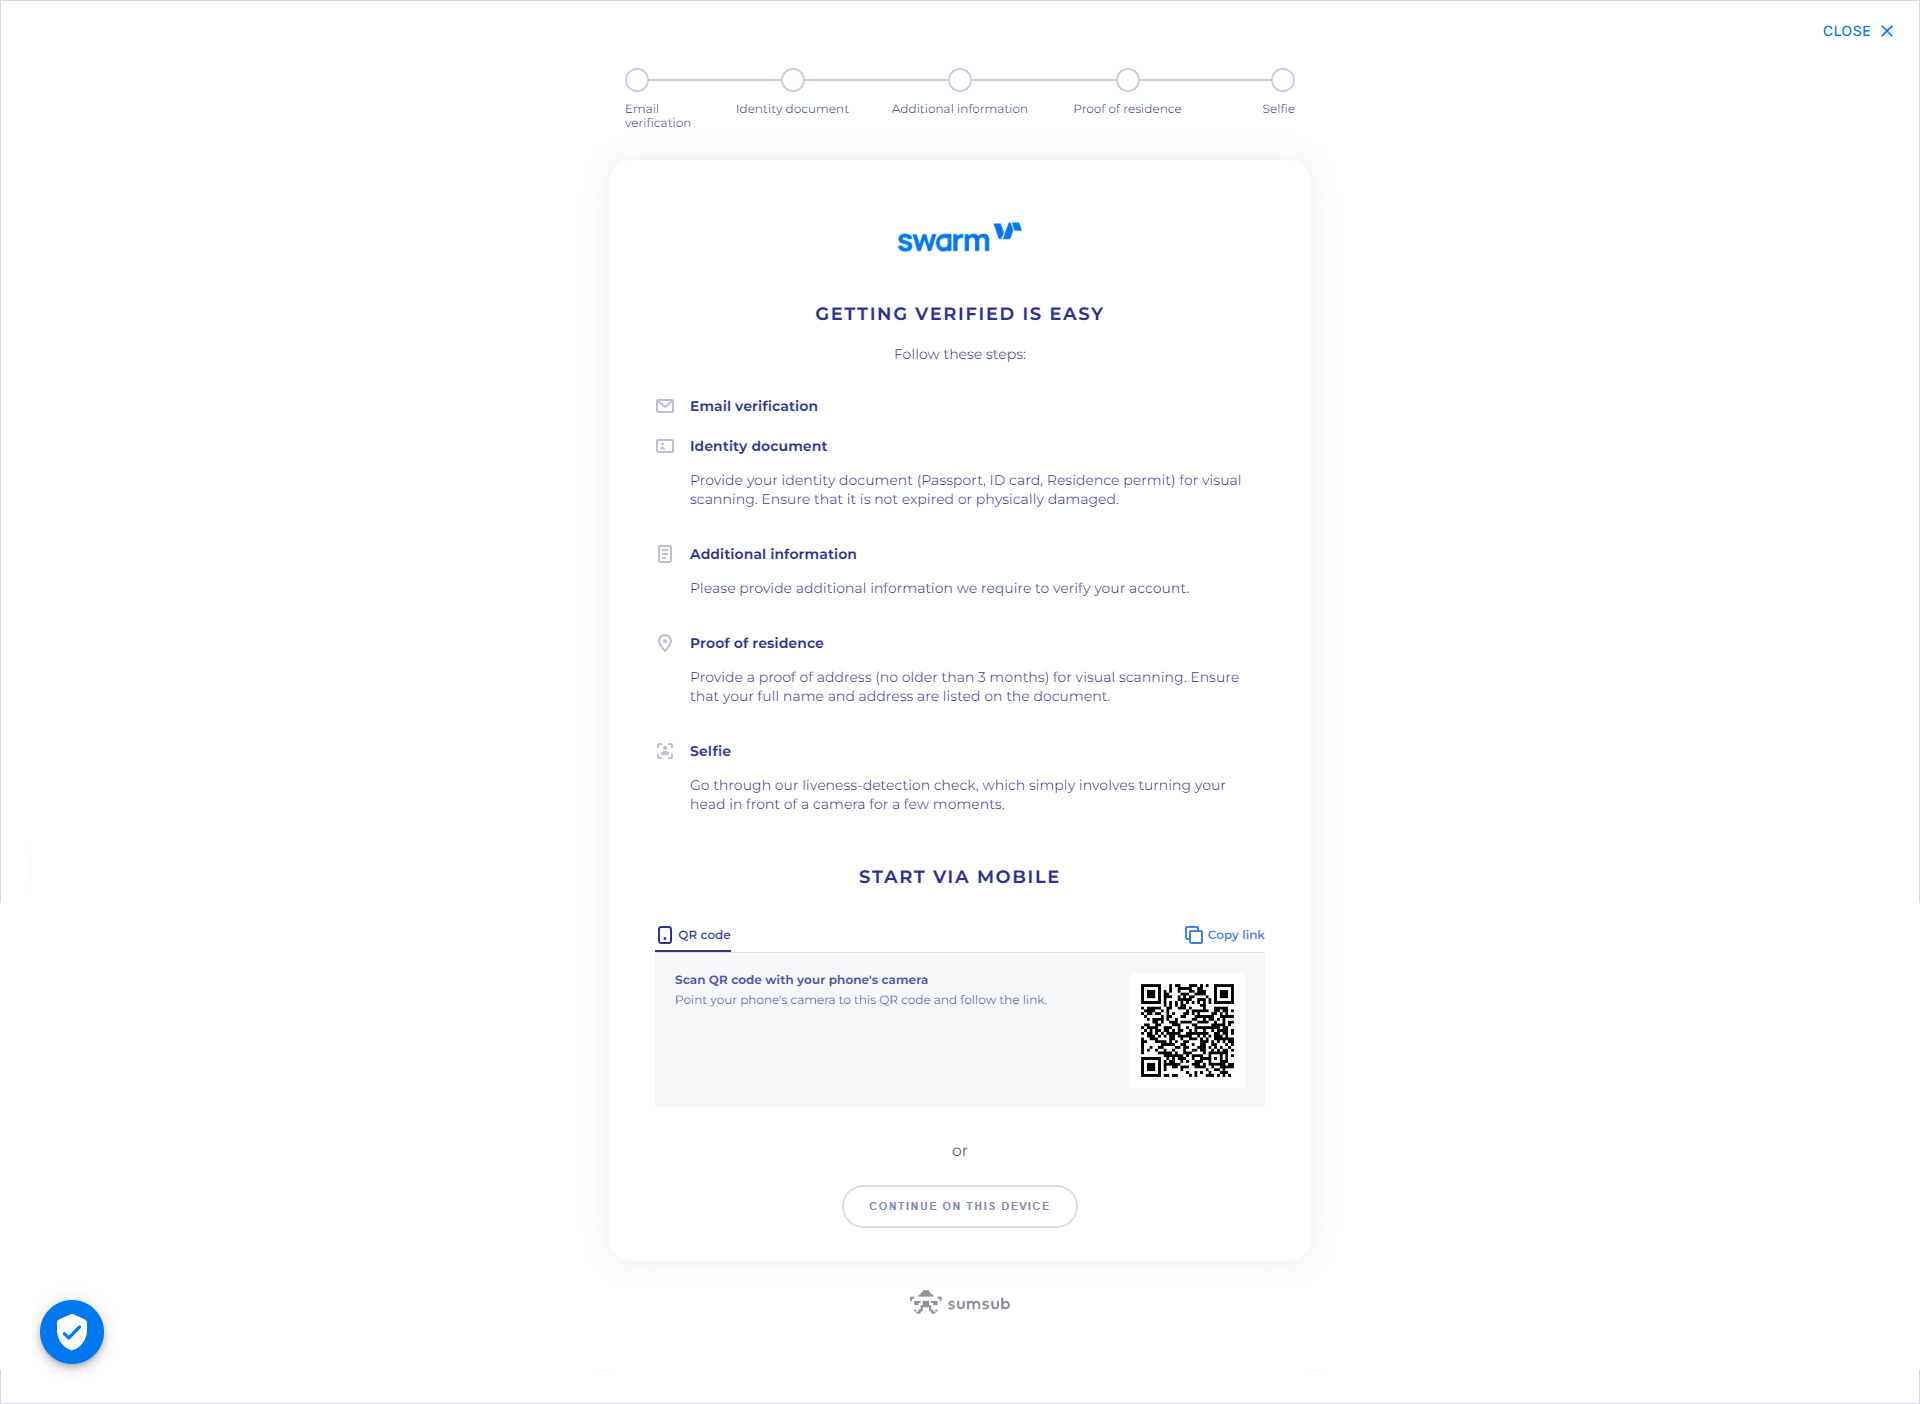 CLOSE
Email
verification
Identity document
Additional information
Proof of residence
Selfie
swarm
GETTING VERIFIED IS EASY
Follow these steps:
Email verification
Identity document
Provide your identity document (Passport, ID card, Residence permit) for visual
scanning. Ensure that it is not expired or physically damaged.
Additional information
Please provide additional information we require to verify your account.
Proof of residence
Provide a proof of address (no older than 3 months) for visual scanning. Ensure
that your full name and address are listed on the document.
Selfie
Go through our liveness-detection check, which simply involves turning your
head in front of a camera for a few moments.
START VIA MOBILE
QR code
Copy link
Scan QR code with your phone's camera
Point your phone's camera to this QR code and follow the link.
or
CONTINUE ON THIS DEVICE
sumsub